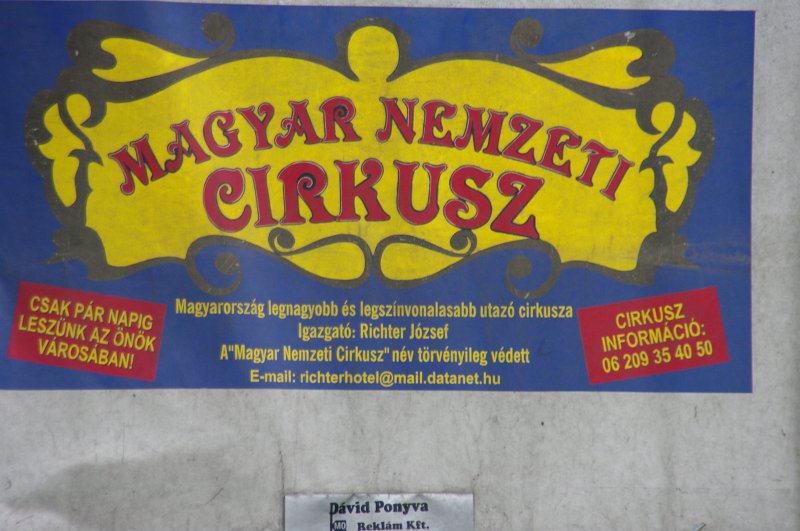 MAGYAR NEMZETI
CIRKUSZ
CSAK PÁR NAPIG
LESZÜNK AZ ÖNÖK
VÁROSÁBAN!
Magyarország legnagyobb és legszínvonalasabb utazó cirkusza
Igazgató: Richter József
A"Magyar Nemzeti Cirkusz" név törvényileg védett
E-mail: richterhotel@mail.datanet.hu
CIRKUSZ
INFORMÁCIÓ:
06 209 35 40 50
Dávid Ponyva
MO Reklám Kft.